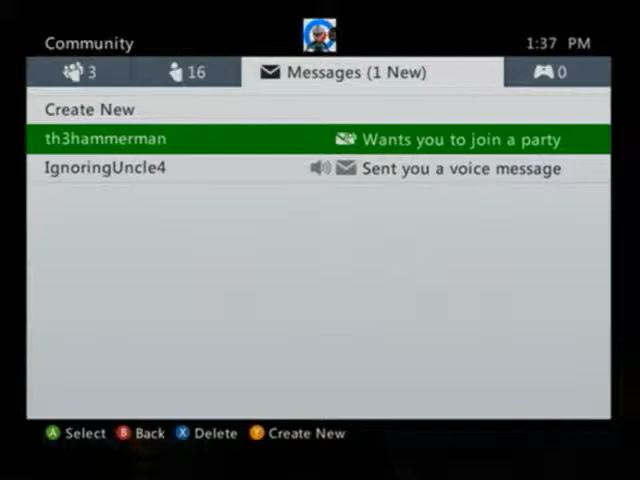 Community
1:37 PM
3
16
Messages (1 New)
0
Create New
th3hammerman Wants you to join a party
IgnoringUncle4 Sent you a voice message
A Select B Back X Delete Y Create New